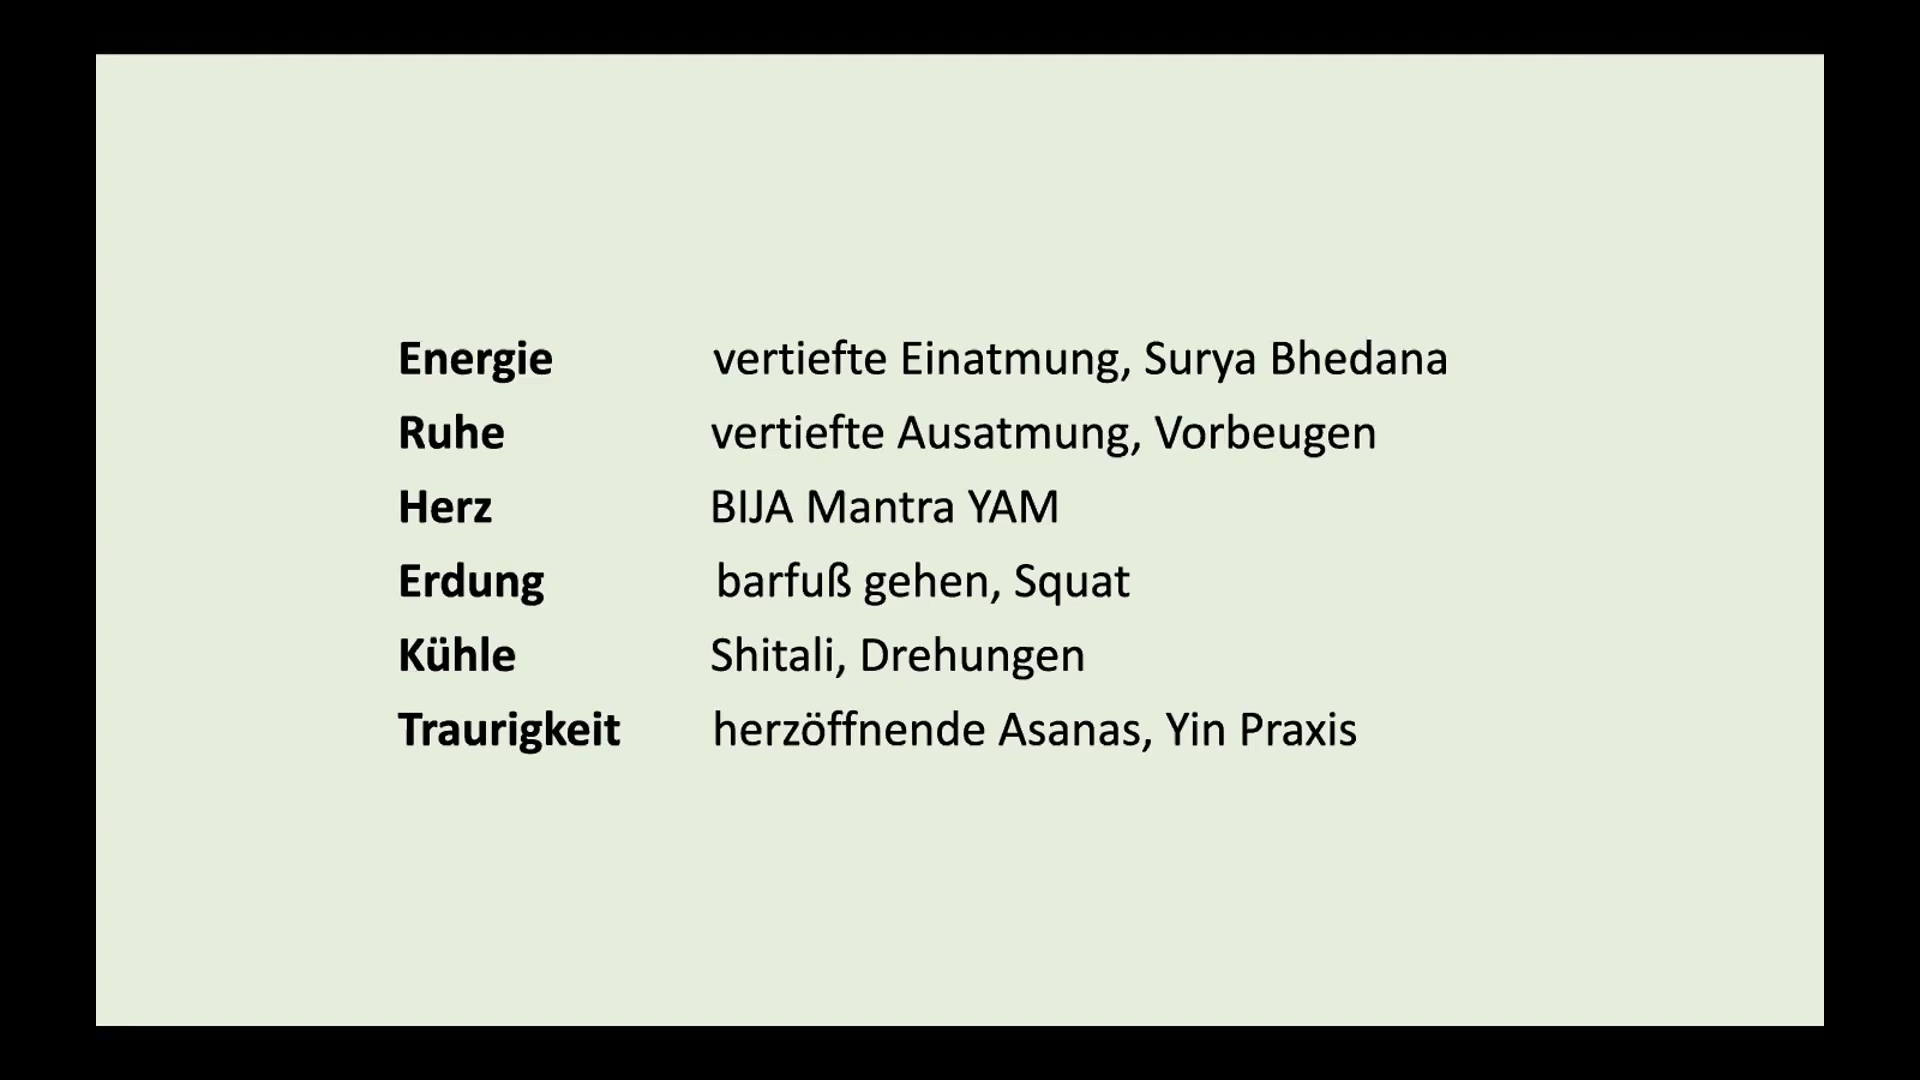 Energie vertiefte Einatmung, Surya Bhedana
Ruhe vertiefte Ausatmung, Vorbeugen
Herz BIJA Mantra YAM
Erdung barfuß gehen, Squat
Kühle Shitali, Drehungen
Traurigkeit herzöffnende Asanas, Yin Praxis